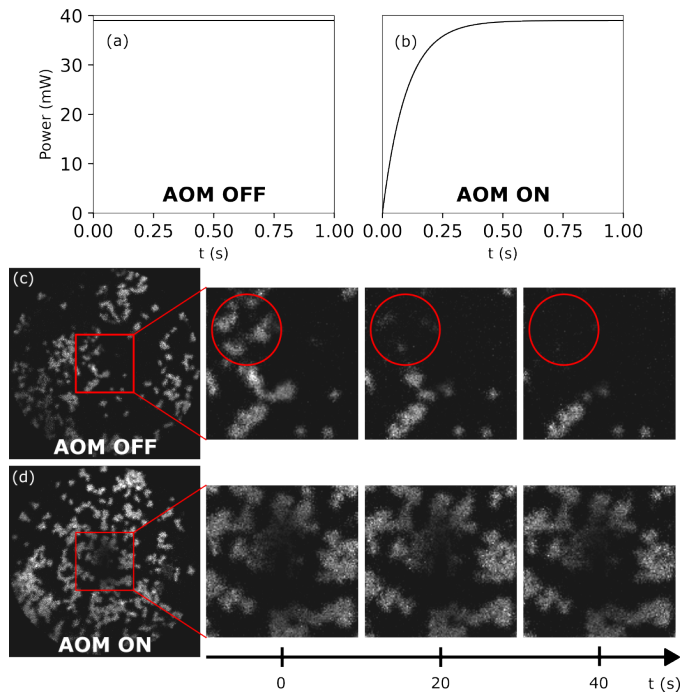 (a)
(b)
Power (mW)
40
30
20
10
0
AOM OFF
AOM ON
0.00 0.25 0.50 0.75 1.00
0.00 0.25 0.50 0.75 1.00
t (s)
t (s)
(c)
AOM OFF
(d)
AOM ON
0 20 40 t (s)